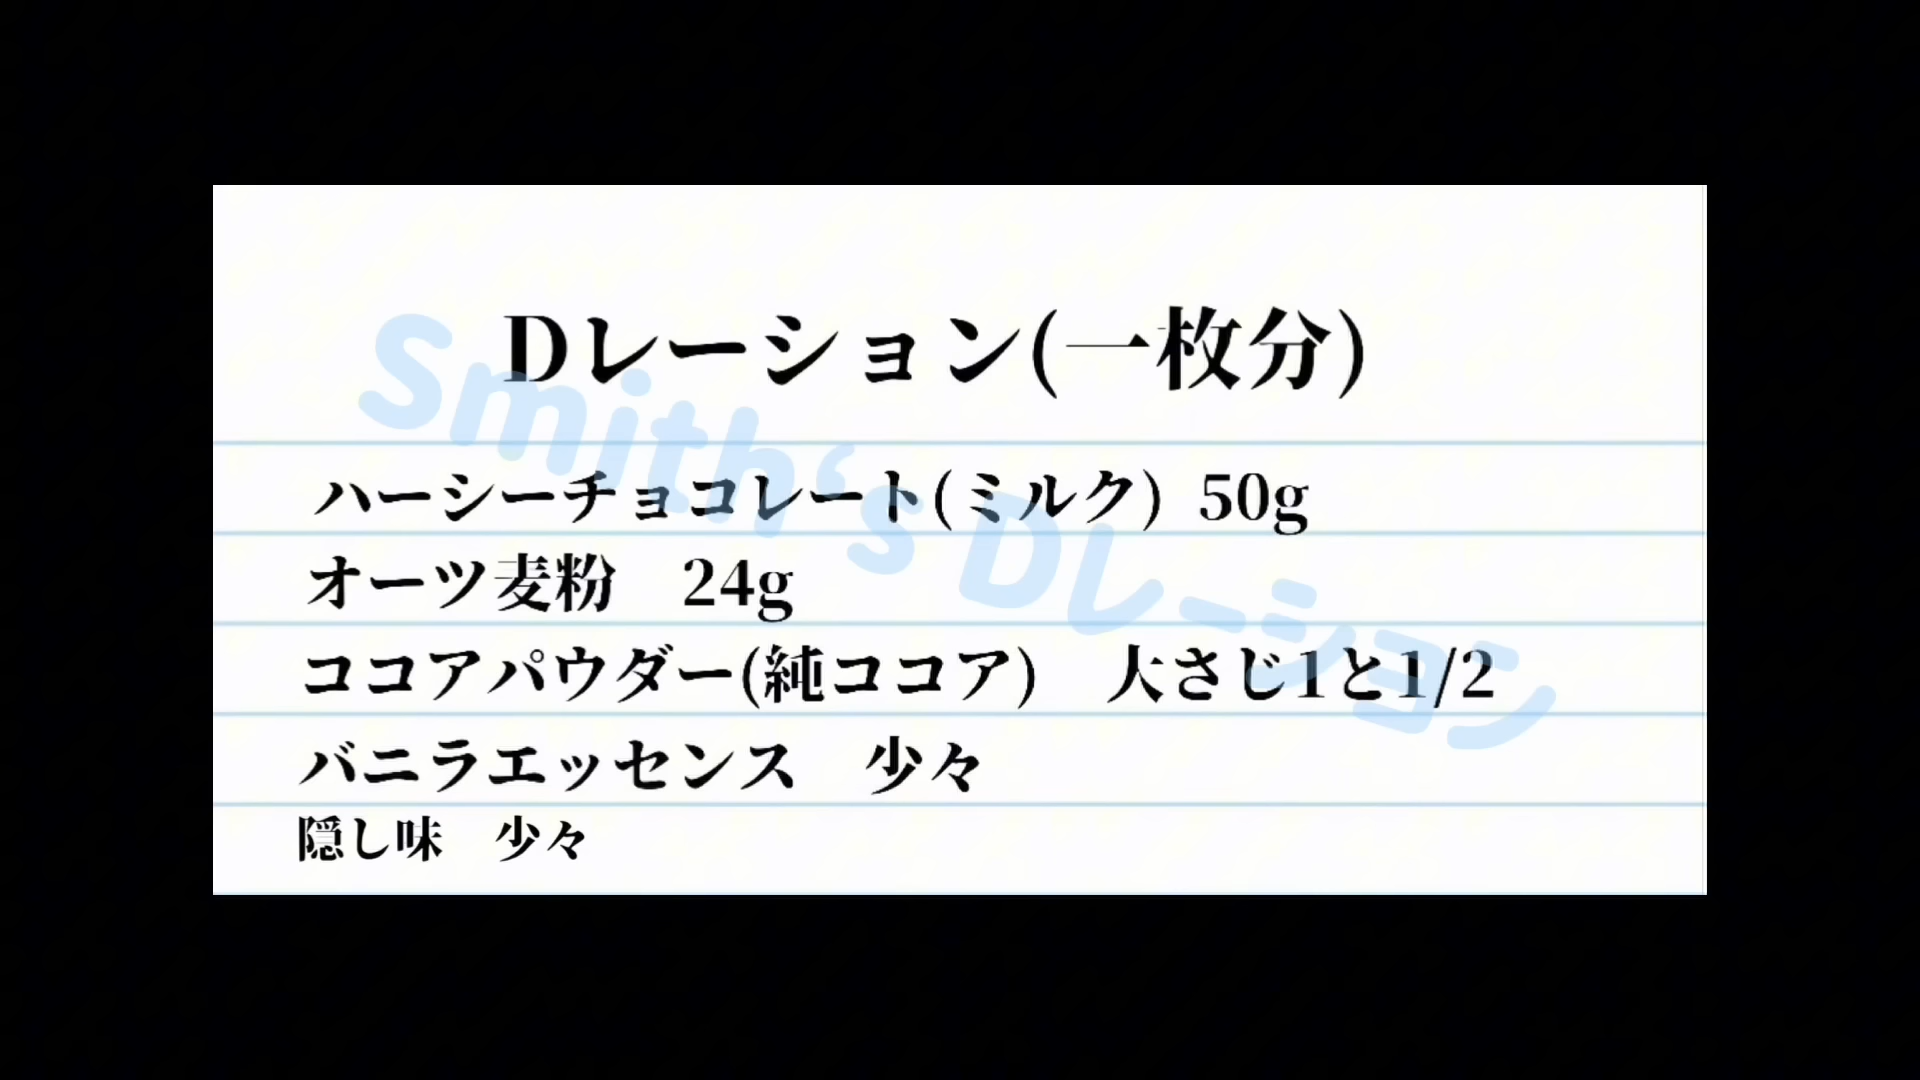 Dレーション(一枚分)
ハーシーチョコレート(ミルク) 50g
オーツ麦粉　24g
ココアパウダー(純ココア)　大さじ1と1/2
バニラエッセンス　少々
隠し味　少々
Smith‘s Dレーション